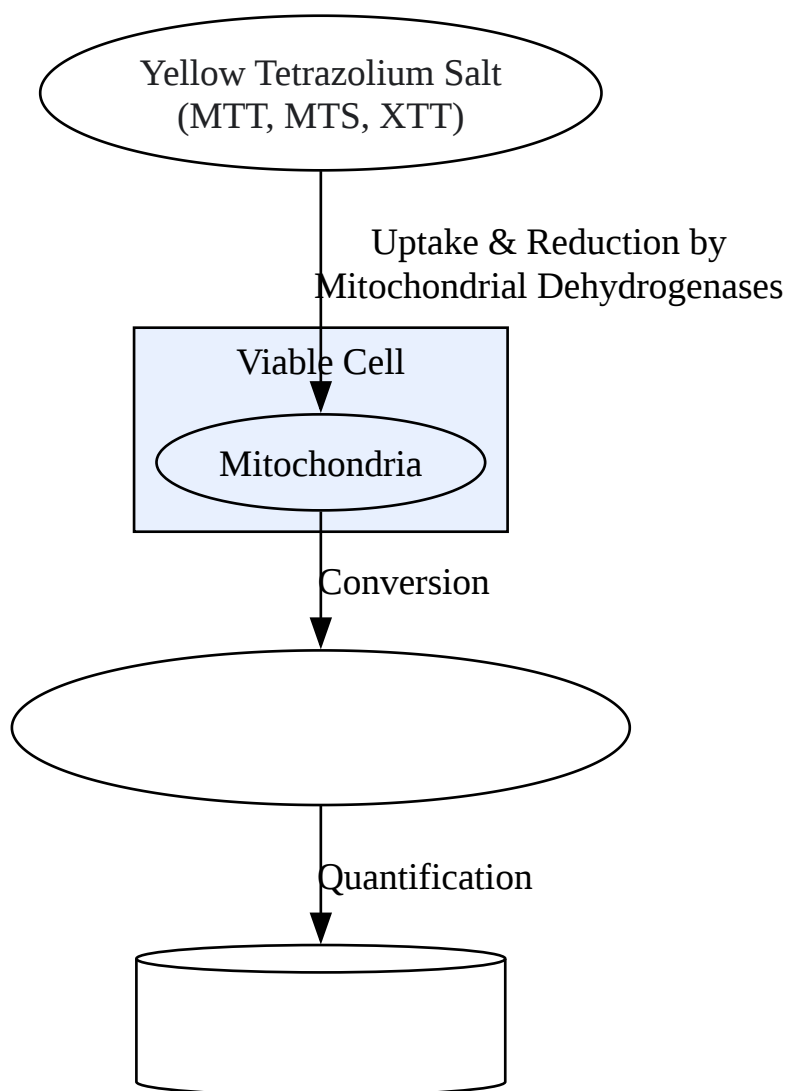 Yellow Tetrazolium Salt
(MTT, MTS, XTT)
Uptake & Reduction by
Mitochondrial Dehydrogenases
Viable Cell
Mitochondria
Conversion
Quantification